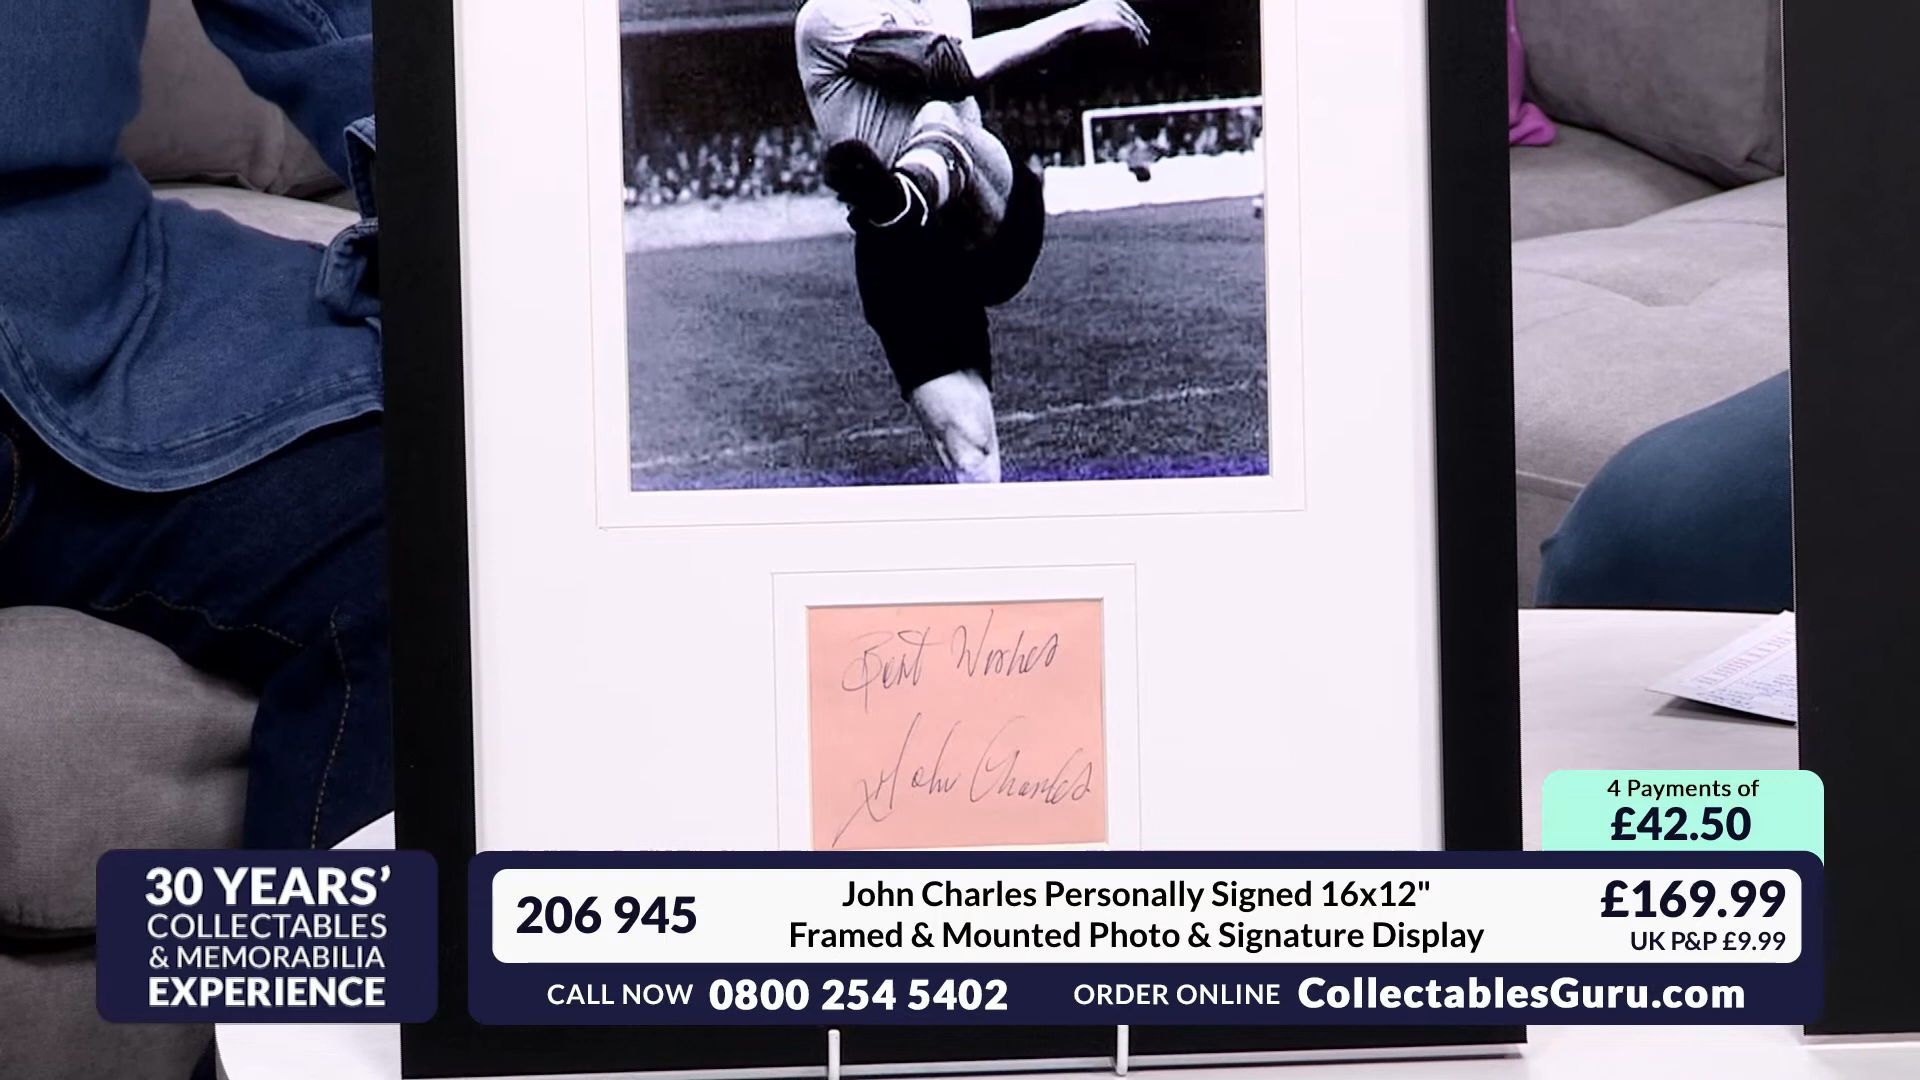 Best Wishes
John Charles
4 Payments of
£42.50
30 YEARS'
COLLECTABLES
& MEMORABILIA
EXPERIENCE
206 945
John Charles Personally Signed 16x12"
Framed & Mounted Photo & Signature Display
£169.99
UK P&P £9.99
CALL NOW 0800 254 5402
ORDER ONLINE CollectablesGuru.com